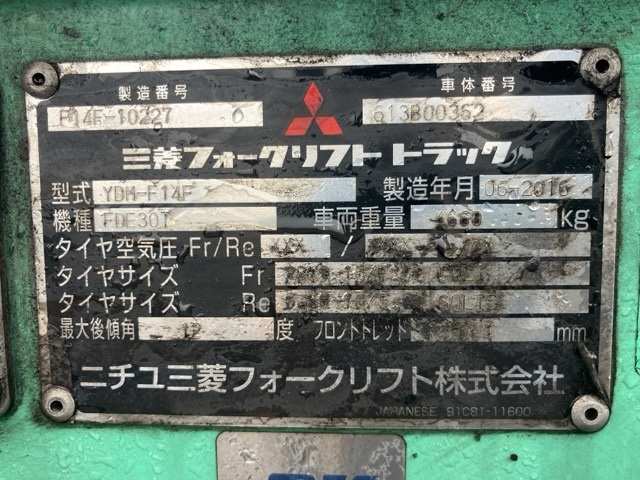 製造番号 車体番号
F14E-10227 613B00362
三菱フォークリフトトラック
型式 YDM-F14F 製造年月 06-2016
機種 FDE30T 車両重量 kg
タイヤ空気圧 Fr/Re /
タイヤサイズ Fr
タイヤサイズ Re
最大後傾角 12 度 フロントトレッド mm
ニチユ三菱フォークリフト株式会社
JAPANESE 91C81-11600